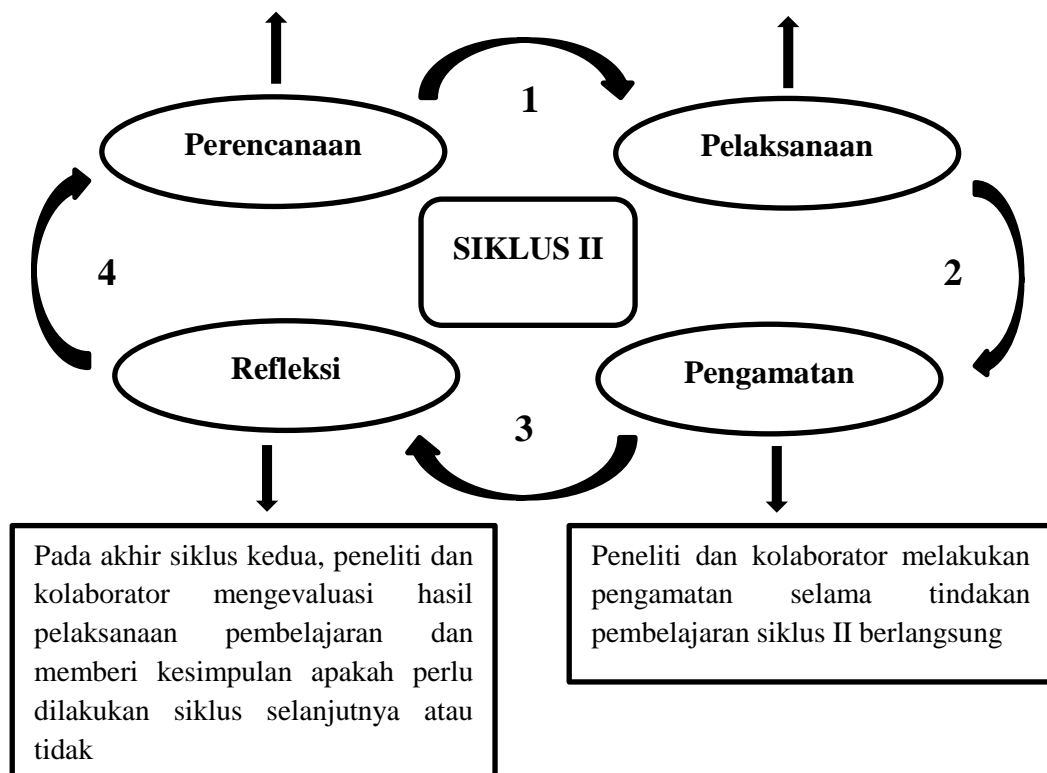 1
Perencanaan
Pelaksanaan
SIKLUS II
4
2
Refleksi
Pengamatan
3
Pada akhir siklus kedua, peneliti dan
kolaborator mengevaluasi hasil
pelaksanaan pembelajaran dan
memberi kesimpulan apakah perlu
dilakukan siklus selanjutnya atau
tidak
Peneliti dan kolaborator melakukan
pengamatan selama tindakan
pembelajaran siklus II berlangsung